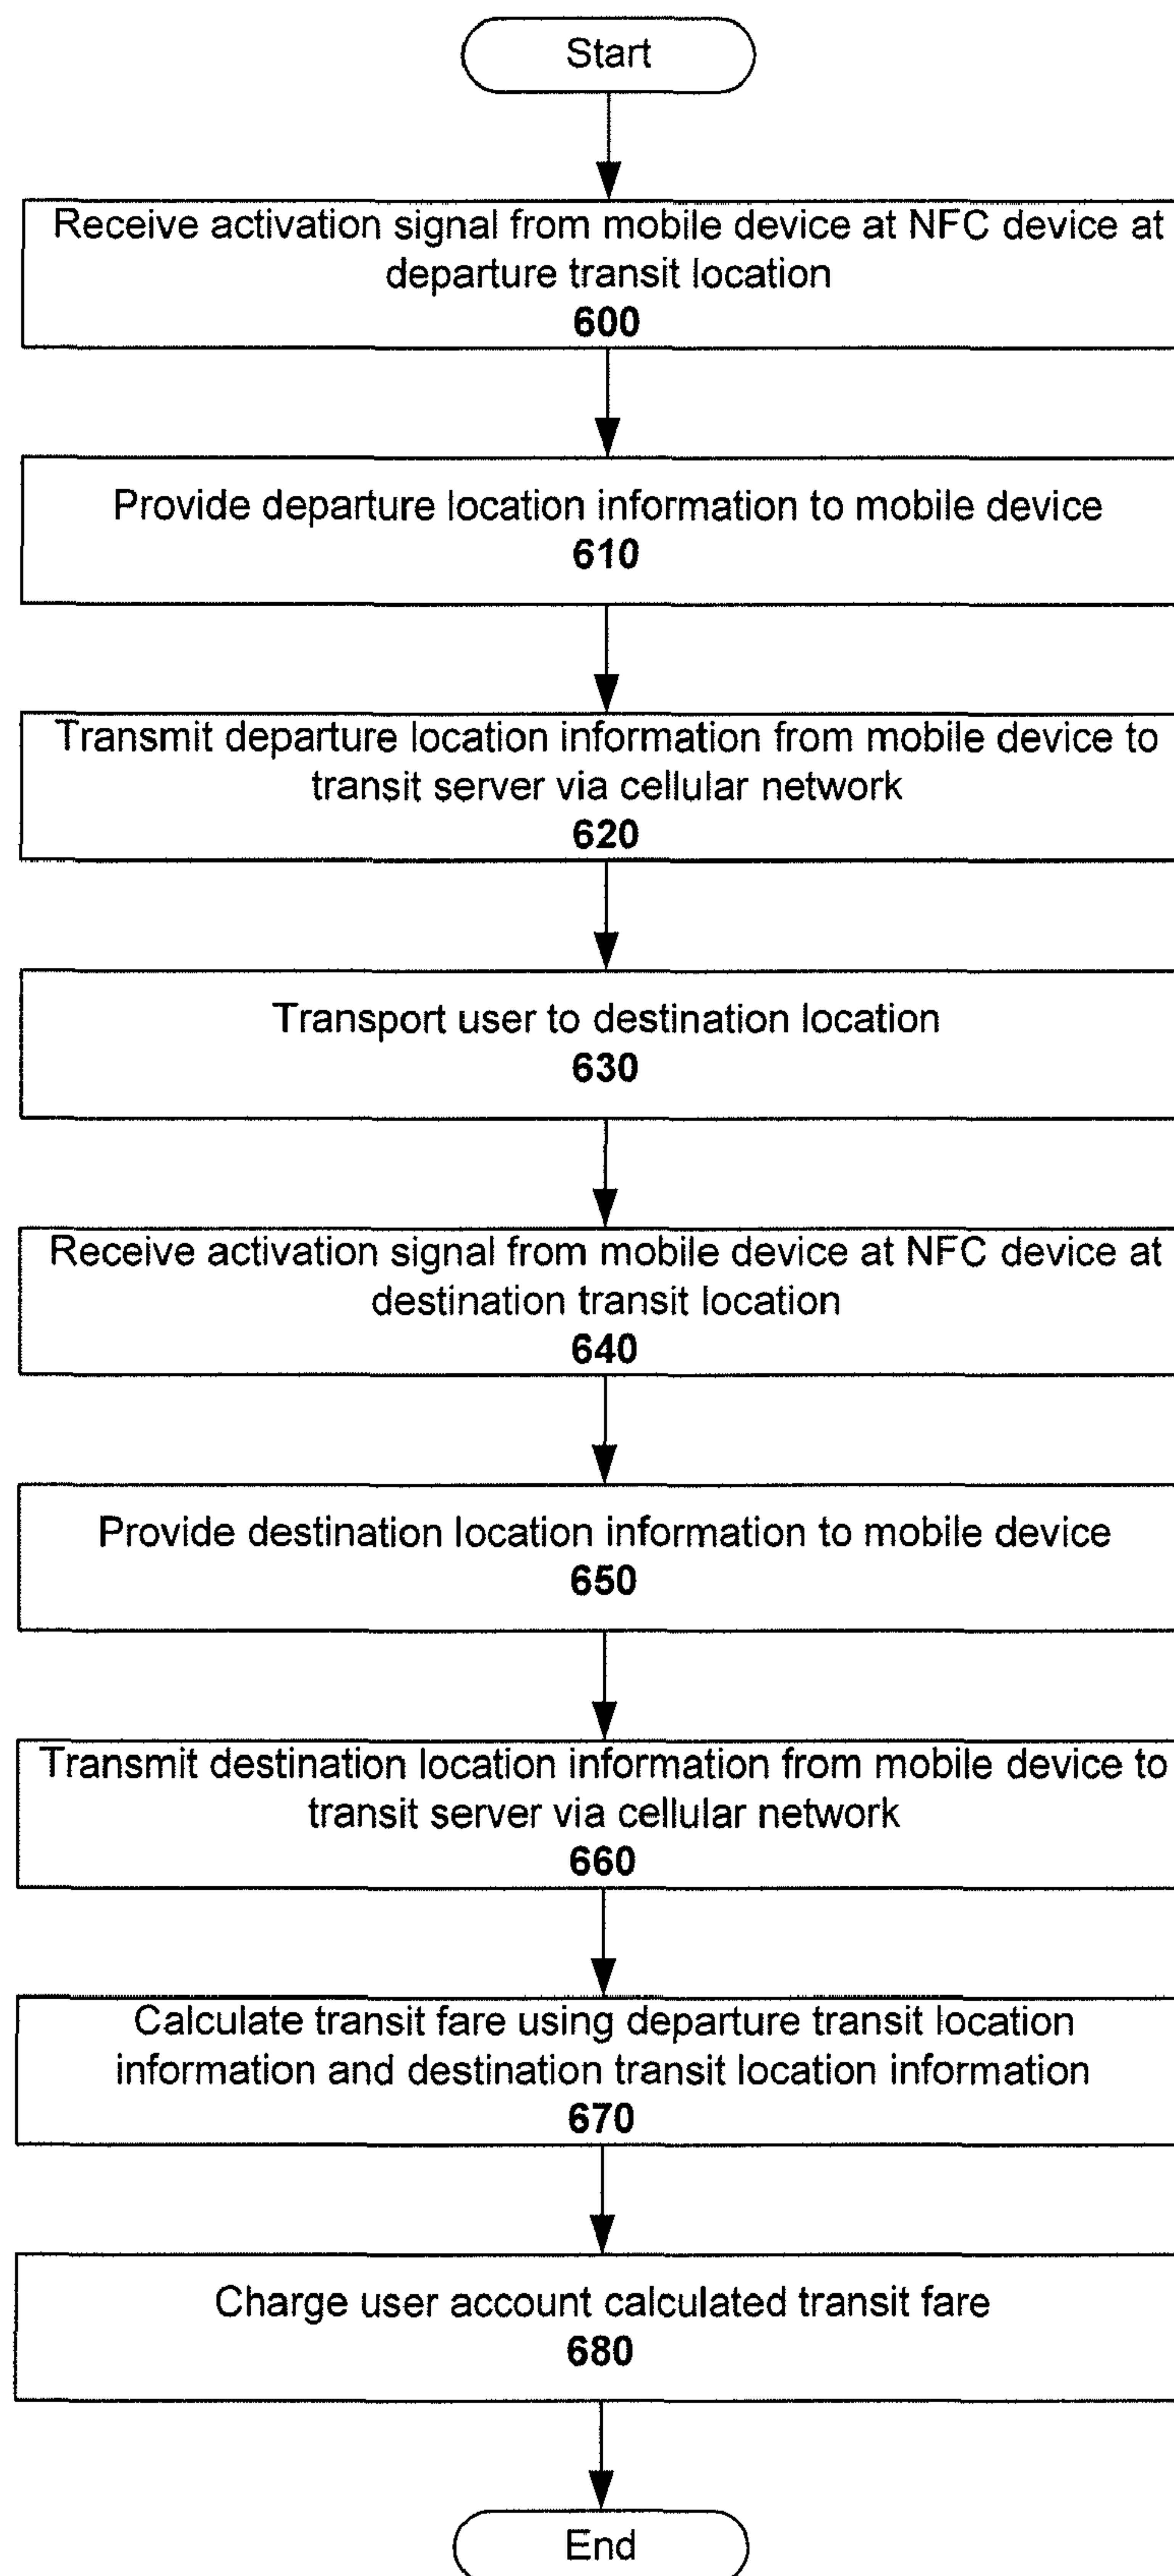 Start
Receive activation signal from mobile device at NFC device at
departure transit location
600
Provide departure location information to mobile device
610
Transmit departure location information from mobile device to
transit server via cellular network
620
Transport user to destination location
630
Receive activation signal from mobile device at NFC device at
destination transit location
640
Provide destination location information to mobile device
650
Transmit destination location information from mobile device to
transit server via cellular network
660
Calculate transit fare using departure transit location
information and destination transit location information
670
Charge user account calculated transit fare
680
End